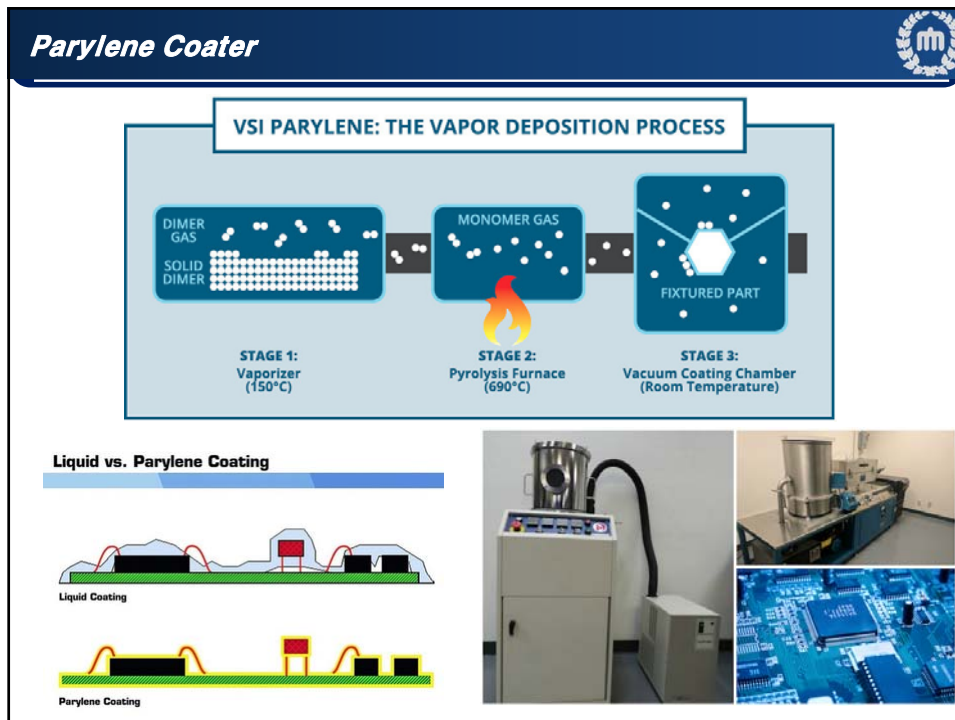 Parylene Coater
VSI PARYLENE: THE VAPOR DEPOSITION PROCESS
DIMER
GAS
SOLID
DIMER
MONOMER GAS
FIXTURED PART
STAGE 1:
Vaporizer
(150°C)
STAGE 2:
Pyrolysis Furnace
(690°C)
STAGE 3:
Vacuum Coating Chamber
(Room Temperature)
Liquid vs. Parylene Coating
Liquid Coating
Parylene Coating